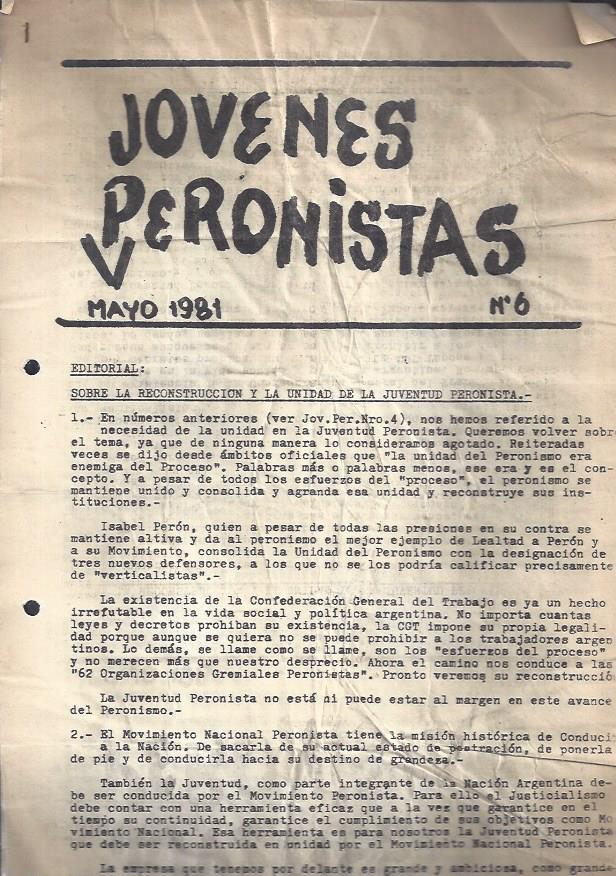 1
JOVENES
PERONISTAS
MAYO 1981 N°6
EDITORIAL:
SOBRE LA RECONSTRUCCION Y LA UNIDAD DE LA JUVENTUD PERONISTA.-
1.- En números anteriores (ver Jov.Per.Nro.4), nos hemos referido a la
necesidad de la unidad en la Juventud Peronista. Queremos volver sobre
el tema, ya que de ninguna manera lo consideramos agotado. Reiteradas
veces se dijo desde ámbitos oficiales que "la unidad del Peronismo era
enemiga del Proceso". Palabras más o palabras menos, ese era y es el con-
cepto. Y a pesar de todos los esfuerzos del "proceso", el peronismo se
mantiene unido y consolida y agranda esa unidad y reconstruye sus ins-
tituciones.-
Isabel Perón, quien a pesar de todas las presiones en su contra se
mantiene altiva y da al peronismo el mejor ejemplo de Lealtad a Perón y
a su Movimiento, consolida la Unidad del Peronismo con la designación de
tres nuevos defensores, a los que no se los podría calificar precisamente
de "verticalistas".-
La existencia de la Confederación General del Trabajo es ya un hecho
irrefutable en la vida social y política argentina. No importa cuantas
leyes y decretos prohiban su existencia, la CGT impone su propia legali-
dad porque aunque se quiera no se puede prohibir a los trabajadores argen
tinos. Lo demás, se llame como se llame, son los "esfuerzos del proceso"
y no merecen más que nuestro desprecio. Ahora el camino nos conduce a las
"62 Organizaciones Gremiales Peronistas". Pronto veremos su reconstrucció
La Juventud Peronista no está ni puede estar al margen en este avance
del Peronismo.-
2.- El Movimiento Nacional Peronista tiene la misión histórica de Conduci
a la Nación. De sacarla de su actual estado de postración, de ponerla
de pie y de conducirla hacia su destino de grandeza.-
También la Juventud, como parte integrante de la Nación Argentina de-
be ser conducida por el Movimiento Peronista. Para ello el Justicialismo
debe contar con una herramienta eficaz que a la vez que garantice en el
tiempo su continuidad, garantice el cumplimiento de sus objetivos como Mo
vimiento Nacional. Esa herramienta es para nosotros la Juventud Peronista
que debe ser reconstruida en unidad por el Movimiento Nacional Peronista.
La empresa que tenemos por delante es grande y ambiciosa, como grande